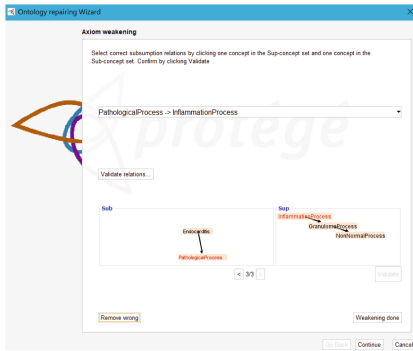 Ontology repairing Wizard
Axiom weakening
Select correct subsumption relations by clicking one concept in the Sup-concept set and one concept in the
Sub-concept set. Confirm by clicking Validate
PathologicalProcess -> InflammationProcess
protégé
Validate relations...
Sub
Endocarditis
PathologicalProcess
Sup
InflammationProcess
GranulomaProcess
NonNormalProcess
< 3/3 >
Validate
Remove wrong
Weakening done
Go Back
Continue
Cancel